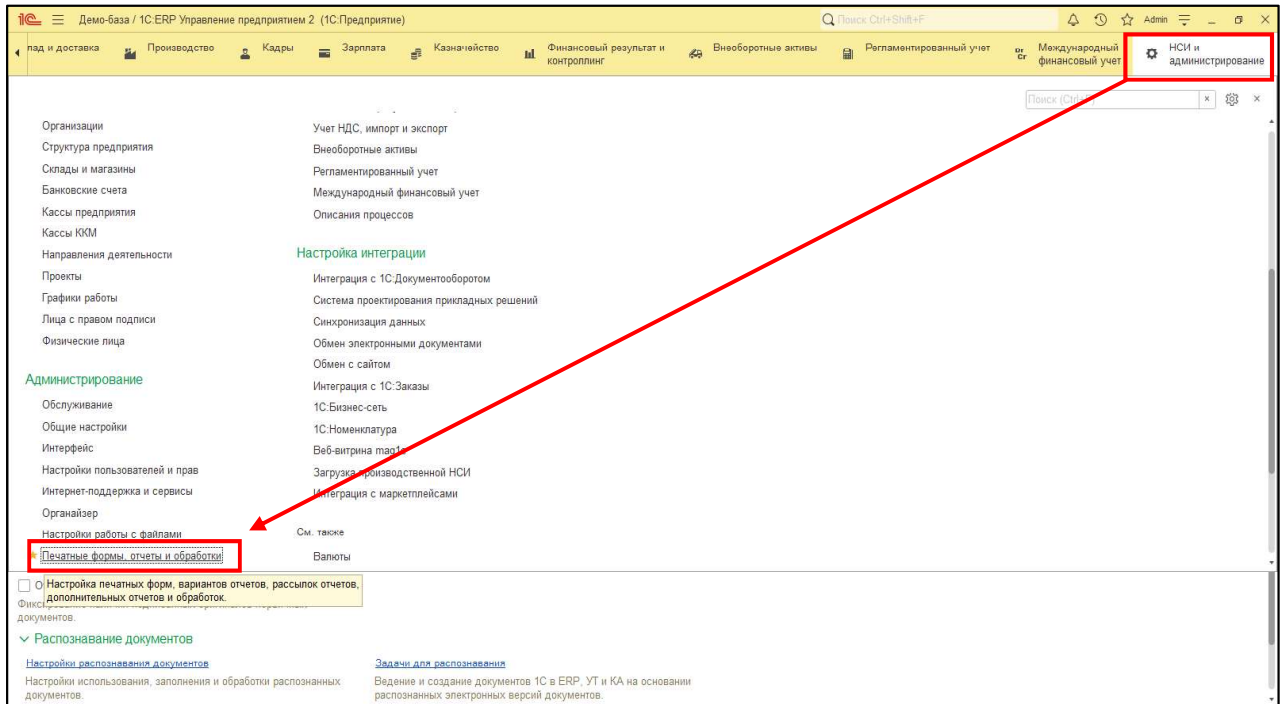 Демо-база / 1С:ERP Управление предприятием 2 (1С:Предприятие)
Поиск Ctrl+Shift+F
Admin
лад и доставка
Производство
Кадры
Зарплата
Казначейство
Финансовый результат и
контроллинг
Внеоборотные активы
Регламентированный учет
Международный
финансовый учет
НСИ и
администрирование
Организации
Структура предприятия
Склады и магазины
Банковские счета
Кассы предприятия
Кассы ККМ
Направления деятельности
Проекты
Графики работы
Лица с правом подписи
Физические лица
Администрирование
Обслуживание
Общие настройки
Интерфейс
Настройки пользователей и прав
Интернет-поддержка и сервисы
Органайзер
Настройки работы с файлами
Печатные формы, отчеты и обработки
Учет НДС, импорт и экспорт
Внеоборотные активы
Регламентированный учет
Международный финансовый учет
Описания процессов
Настройка интеграции
Интеграция с 1С:Документооборотом
Система проектирования прикладных решений
Синхронизация данных
Обмен электронными документами
Обмен с сайтом
Интеграция с 1С:Заказы
1С:Бизнес-сеть
1С:Номенклатура
Веб-витрина mag1c
Загрузка производственной НСИ
Интеграция с маркетплейсами
См. также
Валюты
Настройка печатных форм, вариантов отчетов, рассылок отчетов,
дополнительных отчетов и обработок.
документов.
Распознавание документов
Настройки распознавания документов
Настройки использования, заполнения и обработки распознанных
документов.
Задачи для распознавания
Ведение и создание документов 1С в ERP, УТ и КА на основании
распознанных электронных версий документов.